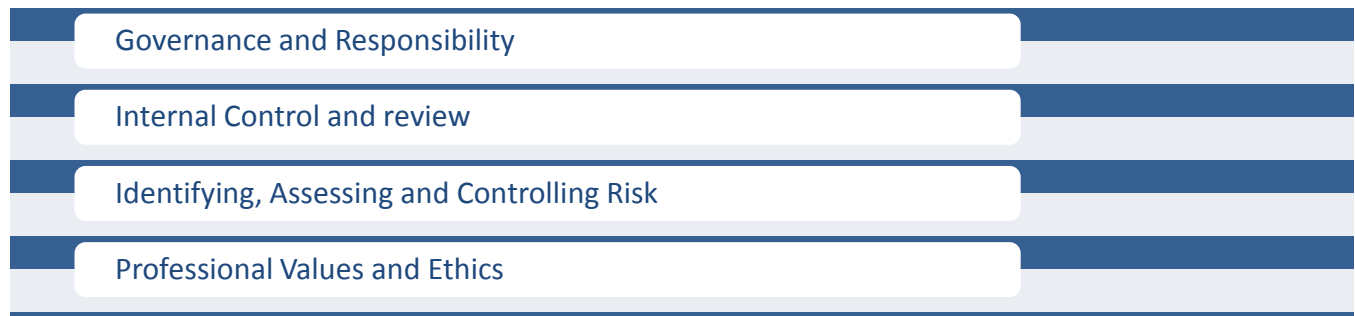 Governance and Responsibility
Internal Control and review
Identifying, Assessing and Controlling Risk
Professional Values and Ethics